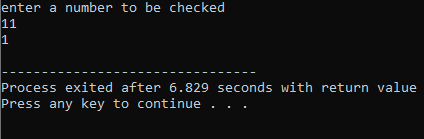 enter a number to be checked
11
1
--------------------------------
Process exited after 6.829 seconds with return value
Press any key to continue . . .